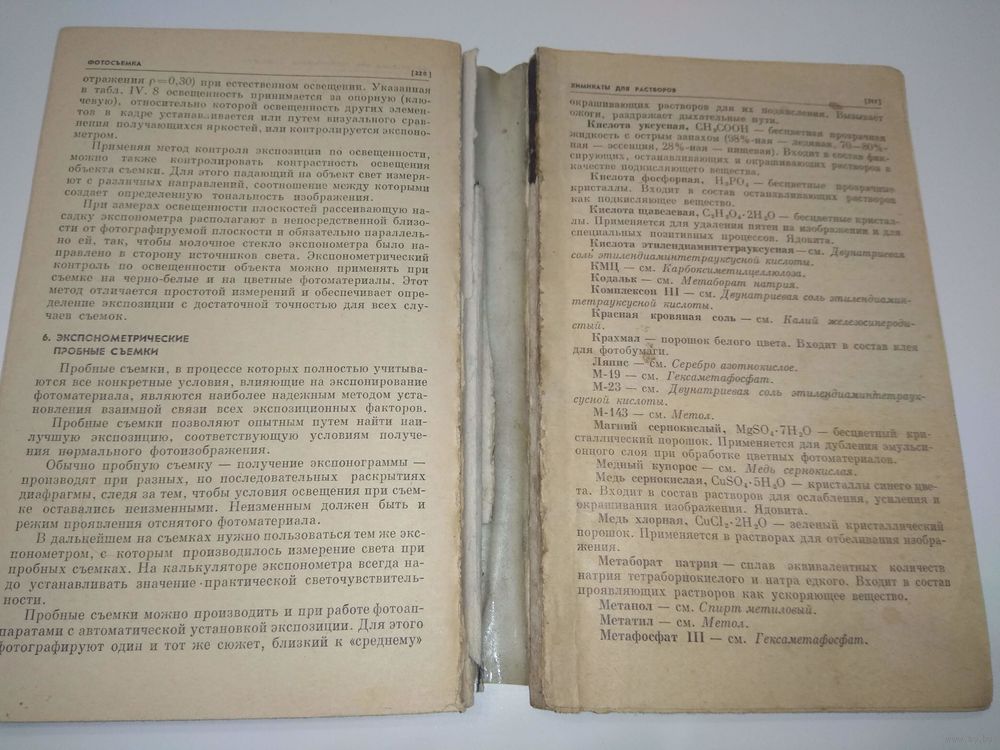 ФОТОСЪЕМКА
[226]
отражения ρ=0,30) при естественном освещении. Указанная
в табл. IV. 8 освещенность принимается за опорную (клю-
чевую), относительно которой освещенность других элемен-
тов в кадре устанавливается или путем визуального срав-
нения получающихся яркостей, или контролируется экспоно-
метром.
Применяя метод контроля экспозиции по освещенности,
можно также контролировать контрастность освещения
объекта съемки. Для этого падающий на объект свет измеря-
ют с различных направлений, соотношение между которыми
создает определенную тональность изображения.
При замерах освещенности плоскостей рассеивающую на-
садку экспонометра располагают в непосредственной близо-
сти от фотографируемой плоскости и обязательно параллель-
но ей, так, чтобы молочное стекло экспонометра было на-
правлено в сторону источников света. Экспонометрический
контроль по освещенности объекта можно применять при
съемке на черно-белые и на цветные фотоматериалы. Этот
метод отличается простотой измерений и обеспечивает опре-
деление экспозиции с достаточной точностью для всех слу-
чаев съемок.
6. ЭКСПОНОМЕТРИЧЕСКИЕ
ПРОБНЫЕ СЪЕМКИ
Пробные съемки, в процессе которых полностью учитыва-
ются все конкретные условия, влияющие на экспонирование
фотоматериала, являются наиболее надежным методом уста-
новления взаимной связи всех экспозиционных факторов.
Пробные съемки позволяют опытным путем найти наи-
лучшую экспозицию, соответствующую условиям получе-
ния нормального фотоизображения.
Обычно пробную съемку — получение экспонограммы —
производят при разных, но последовательных раскрытиях
диафрагмы, следя за тем, чтобы условия освещения при съем-
ке оставались неизменными. Неизменным должен быть и
режим проявления отснятого фотоматериала.
В дальнейшем на съемках нужно пользоваться тем же экс-
понометром, с которым производилось измерение света при
пробных съемках. На калькуляторе экспонометра всегда на-
до устанавливать значение практической светочувствитель-
ности.
Пробные съемки можно производить и при работе фотоап-
паратами с автоматической установкой экспозиции. Для этого
фотографируют один и тот же сюжет, близкий к «среднему»
ХИМИКАТЫ ДЛЯ РАСТВОРОВ
окрашивающих растворов для их подкисления. Вызывает
ожоги, раздражает дыхательные пути.
Кислота уксусная, CH₃COOH — бесцветная прозрачная
жидкость с острым запахом (98%-ная — ледяная, 70—80%-
ная — эссенция, 28%-ная — пищевая). Входит в состав фик-
сирующих, останавливающих и окрашивающих растворов в
качестве подкисляющего вещества.
Кислота фосфорная, H₃PO₄ — бесцветные прозрачные
кристаллы. Входит в состав останавливающих растворов
как подкисляющее вещество.
Кислота щавелевая, C₂H₂O₄·2H₂O — бесцветные кристал-
лы. Применяется для удаления пятен на изображении и для
специальных позитивных процессов. Ядовита.
Кислота этилендиаминтетрауксусная — см. Двунатриевая
соль этилендиаминтетрауксусной кислоты.
КМЦ — см. Карбоксиметилцеллюлоза.
Кодальк — см. Метаборат натрия.
Комплексон III — см. Двунатриевая соль этилендиамин-
тетрауксусной кислоты.
Красная кровяная соль — см. Калий железосинероди-
стый.
Крахмал — порошок белого цвета. Входит в состав клея
для фотобумаги.
Ляпис — см. Серебро азотнокислое.
М-19 — см. Гексаметафосфат.
М-23 — см. Двунатриевая соль этилендиаминтетраук-
сусной кислоты.
М-143 — см. Метол.
Магний сернокислый, MgSO₄·7H₂O — бесцветный кри-
сталлический порошок. Применяется для дубления эмульси-
онного слоя при обработке цветных фотоматериалов.
Медный купорос — см. Медь сернокислая.
Медь сернокислая, CuSO₄·5H₂O — кристаллы синего цве-
та. Входит в состав растворов для ослабления, усиления и
окрашивания изображения. Ядовита.
Медь хлорная, CuCl₂·2H₂O — зеленый кристаллический
порошок. Применяется в растворах для отбеливания изобра-
жения.
Метаборат натрия — сплав эквивалентных количеств
натрия тетраборнокислого и натра едкого. Входит в состав
проявляющих растворов как ускоряющее вещество.
Метанол — см. Спирт метиловый.
Метатил — см. Метол.
Метафосфат III — см. Гексаметафосфат.